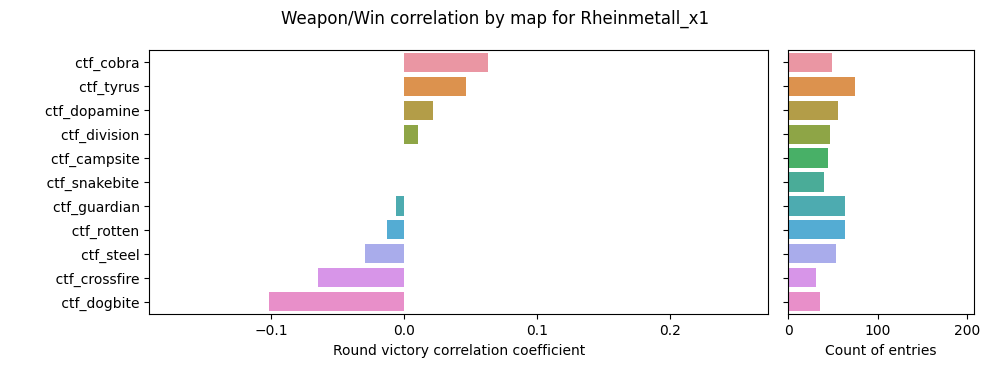 Weapon/Win correlation by map for Rheinmetall_x1
ctf_cobra
ctf_tyrus
ctf_dopamine
ctf_division
ctf_campsite
ctf_snakebite
ctf_guardian
ctf_rotten
ctf_steel
ctf_crossfire
ctf_dogbite
−0.1 0.0 0.1 0.2
Round victory correlation coefficient
0 100 200
Count of entries